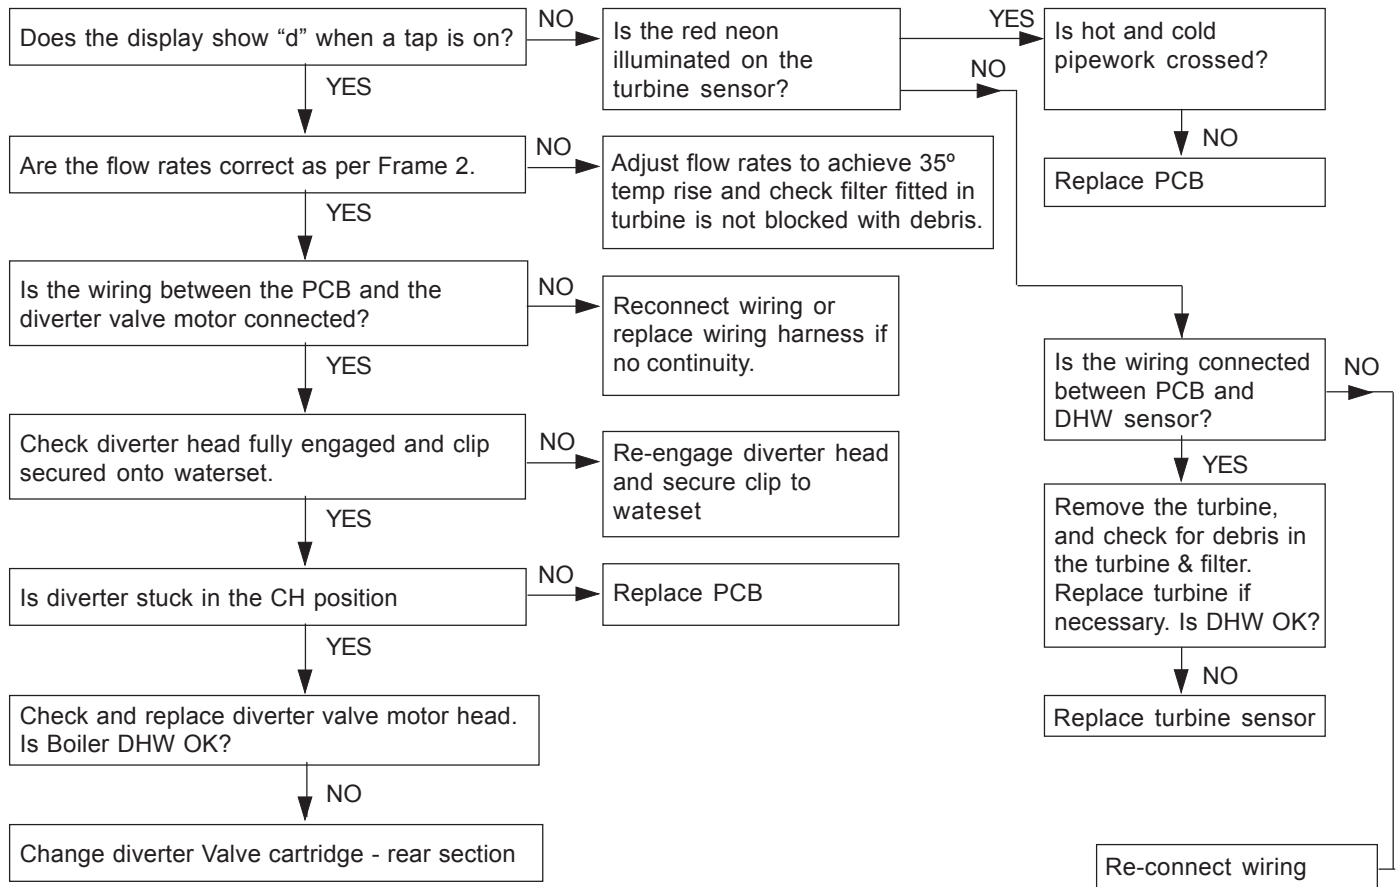 Does the display show “d” when a tap is on?
NO
Is the red neon
illuminated on the
turbine sensor?
YES
NO
Is hot and cold
pipework crossed?
NO
Replace PCB
YES
Are the flow rates correct as per Frame 2.
NO
Adjust flow rates to achieve 35º
temp rise and check filter fitted in
turbine is not blocked with debris.
YES
Is the wiring between the PCB and the
diverter valve motor connected?
NO
Reconnect wiring or
replace wiring harness if
no continuity.
YES
Check diverter head fully engaged and clip
secured onto waterset.
NO
Re-engage diverter head
and secure clip to
wateset
YES
Is diverter stuck in the CH position
NO
Replace PCB
YES
Check and replace diverter valve motor head.
Is Boiler DHW OK?
NO
Change diverter Valve cartridge - rear section
Is the wiring connected
between PCB and
DHW sensor?
NO
YES
Remove the turbine,
and check for debris in
the turbine & filter.
Replace turbine if
necessary. Is DHW OK?
NO
Replace turbine sensor
Re-connect wiring